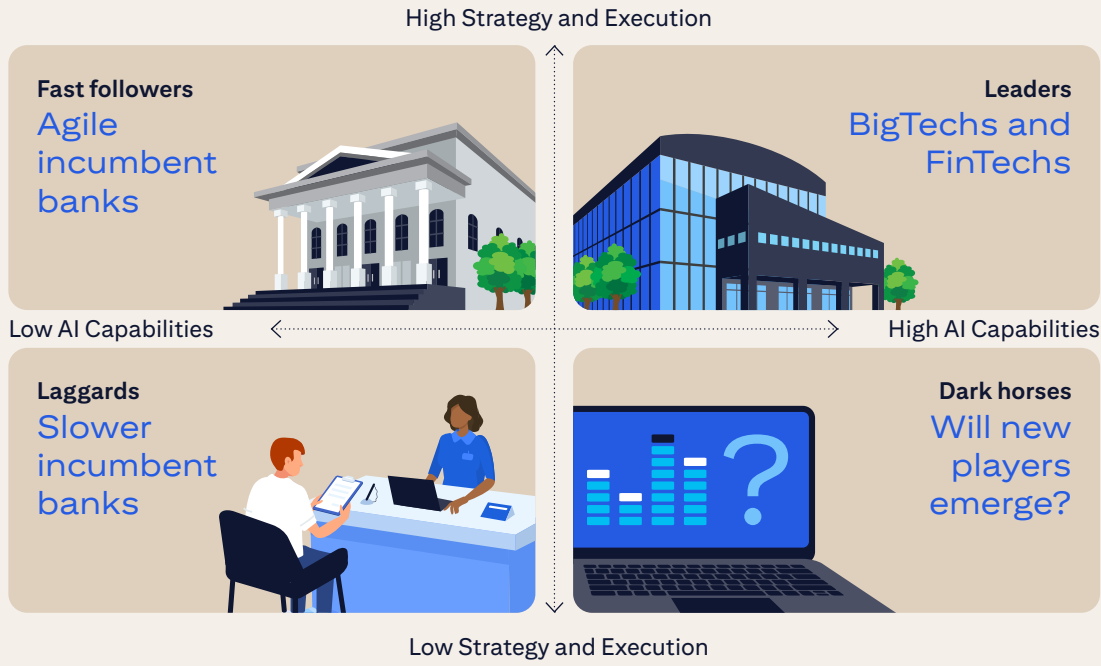 High Strategy and Execution
Fast followers
Agile
incumbent
banks
Leaders
BigTechs and
FinTechs
Low AI Capabilities
High AI Capabilities
Laggards
Slower
incumbent
banks
Dark horses
Will new
players
emerge?
?
Low Strategy and Execution